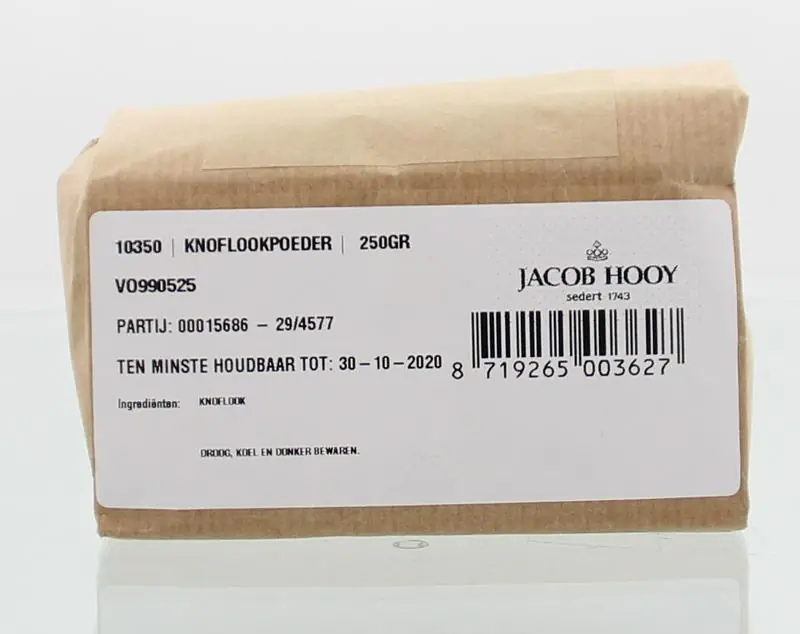 10350 | KNOFLOOKPOEDER | 250GR
VO990525
PARTIJ: 00015686 – 29/4577
TEN MINSTE HOUDBAAR TOT: 30–10–2020
Ingrediënten: KNOFLOOK
DROOG, KOEL EN DONKER BEWAREN.
JACOB HOOY
sedert 1743
8 719265 003627